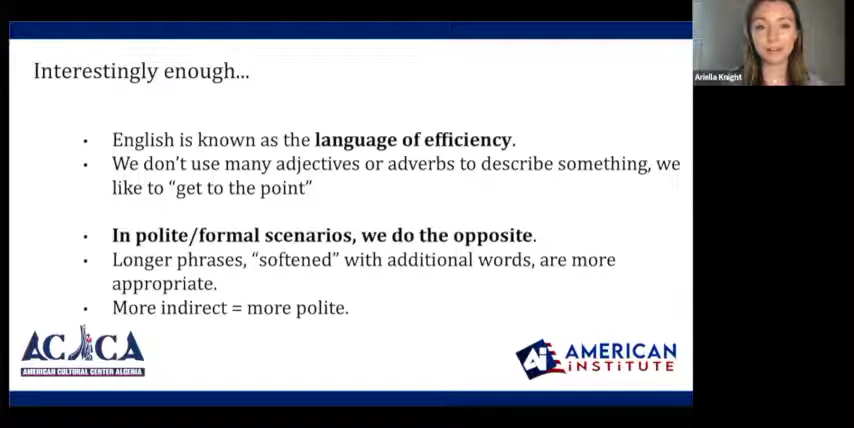 Interestingly enough...
Ariella Knight
• English is known as the language of efficiency.
• We don't use many adjectives or adverbs to describe something, we
like to “get to the point”
• In polite/formal scenarios, we do the opposite.
• Longer phrases, “softened” with additional words, are more
appropriate.
• More indirect = more polite.
ACCA
AMERICAN CULTURAL CENTER ALGERIA
Ai AMERICAN
INSTITUTE